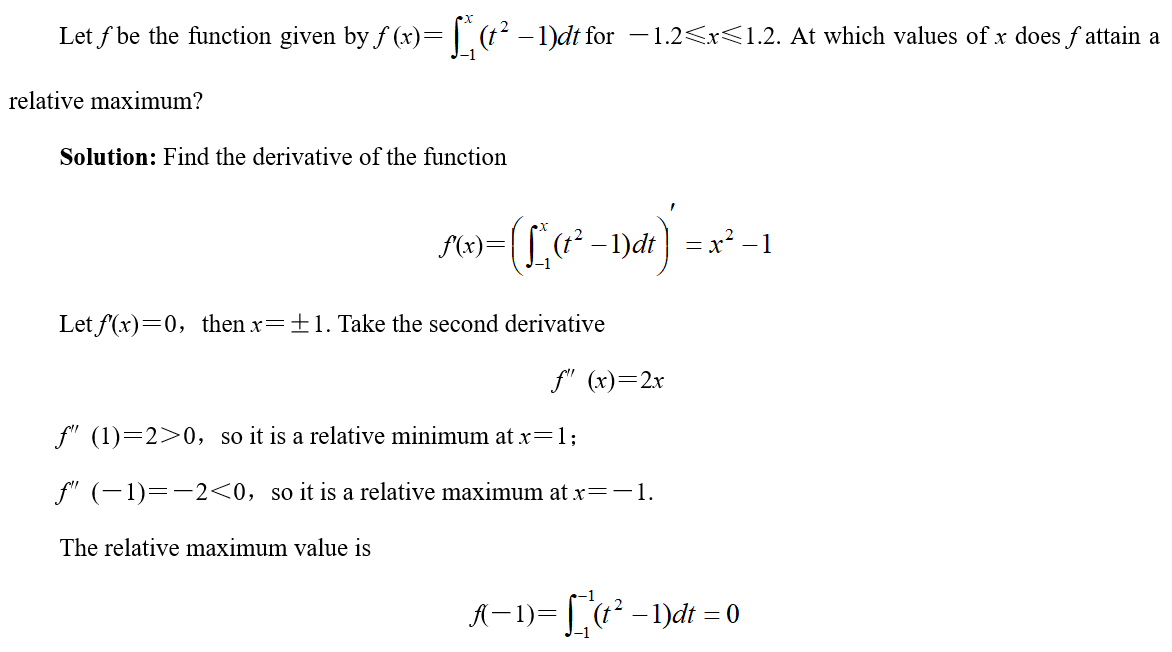 Let f be the function given by f (x)=∫₋₁ˣ (t² −1)dt for −1.2⩽x⩽1.2. At which values of x does f attain a
relative maximum?
Solution: Find the derivative of the function
f′(x)=(∫₋₁ˣ (t² −1)dt)′ = x² −1
Let f′(x)=0，then x=±1. Take the second derivative
f″ (x)=2x
f″ (1)=2>0，so it is a relative minimum at x=1；
f″ (−1)=−2<0，so it is a relative maximum at x=−1.
The relative maximum value is
f(−1)=∫₋₁⁻¹(t² −1)dt = 0